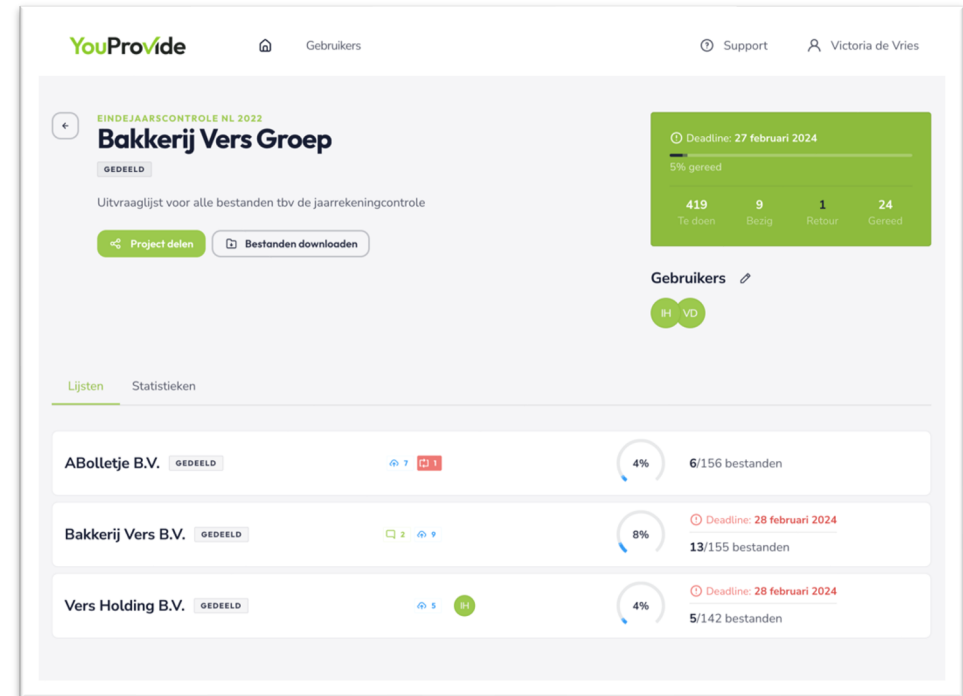 YouProvide
Gebruikers
Support
Victoria de Vries
EINDEJAARSCONTROLE NL 2022
Bakkerij Vers Groep
GEDEELD
Uitvraaglijst voor alle bestanden tbv de jaarrekeningcontrole
Project delen
Bestanden downloaden
Deadline: 27 februari 2024
5% gereed
419 9 1 24
Te doen Bezig Retour Gereed
Gebruikers
IH VD
Lijsten Statistieken
ABolletje B.V. GEDEELD 7 1 4% 6/156 bestanden
Bakkerij Vers B.V. GEDEELD 2 9 8%
Deadline: 28 februari 2024
13/155 bestanden
Vers Holding B.V. GEDEELD 5 IH 4%
Deadline: 28 februari 2024
5/142 bestanden